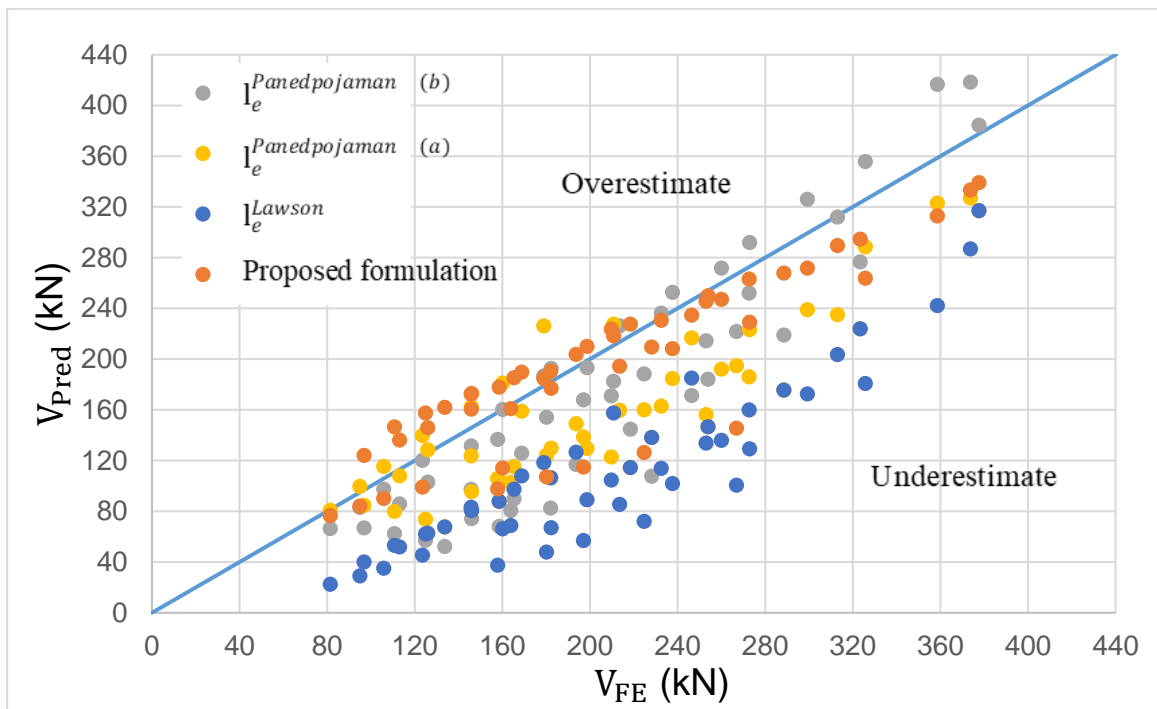 440
400
360
320
280
240
200
160
120
80
40
0
V_Pred (kN)
l_e^Panedpojaman (b)
l_e^Panedpojaman (a)
l_e^Lawson
Proposed formulation
Overestimate
Underestimate
0 40 80 120 160 200 240 280 320 360 400 440
V_FE (kN)